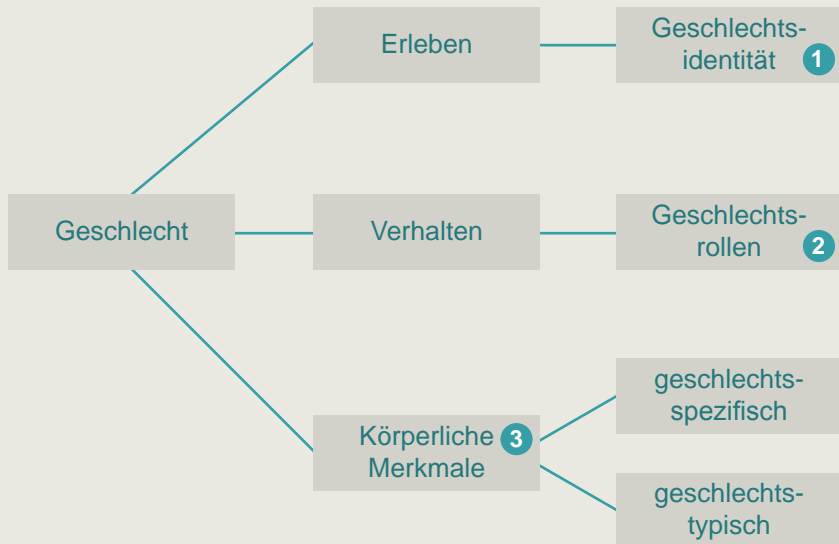 Erleben
Geschlechts-
identität 1
Geschlecht
Verhalten
Geschlechts-
rollen 2
Körperliche 3
Merkmale
geschlechts-
spezifisch
geschlechts-
typisch